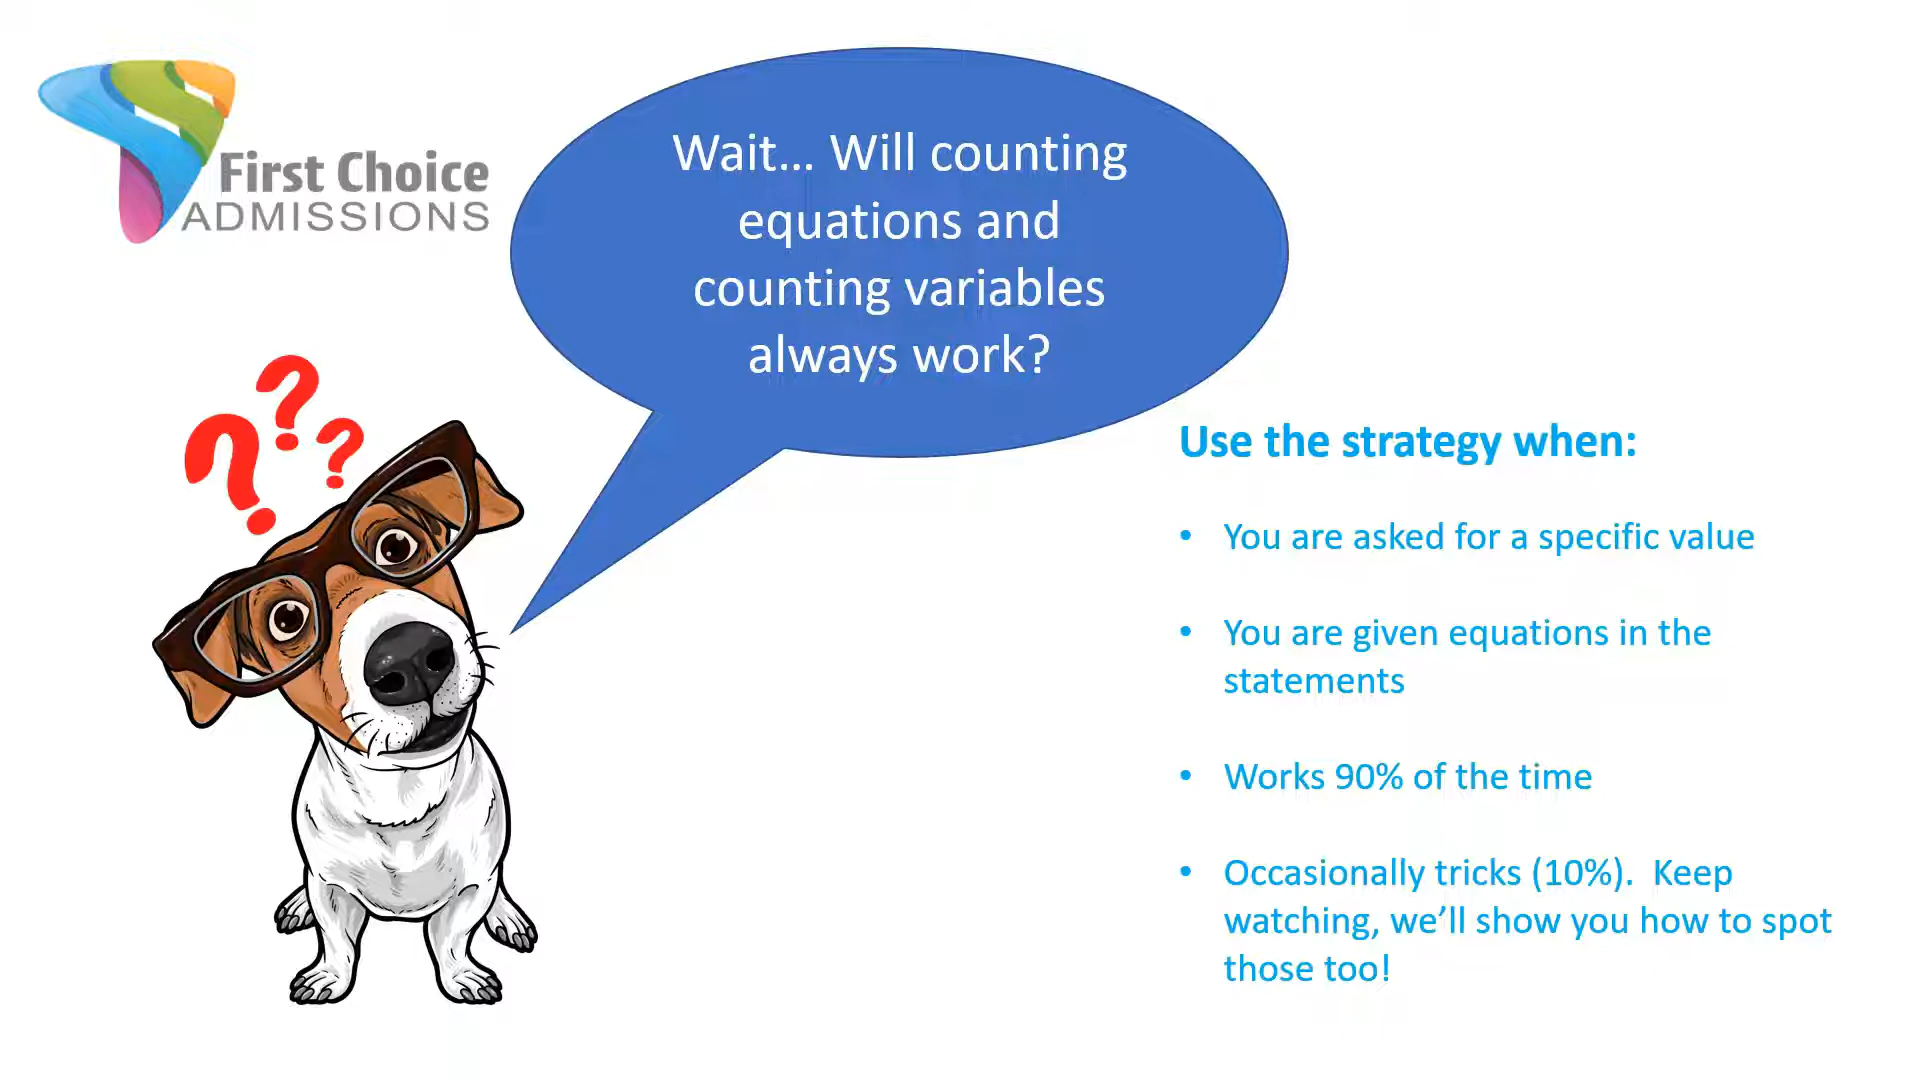 First Choice
ADMISSIONS
Wait... Will counting
equations and
counting variables
always work?
???
Use the strategy when:
• You are asked for a specific value
• You are given equations in the
statements
• Works 90% of the time
• Occasionally tricks (10%).  Keep
watching, we’ll show you how to spot
those too!